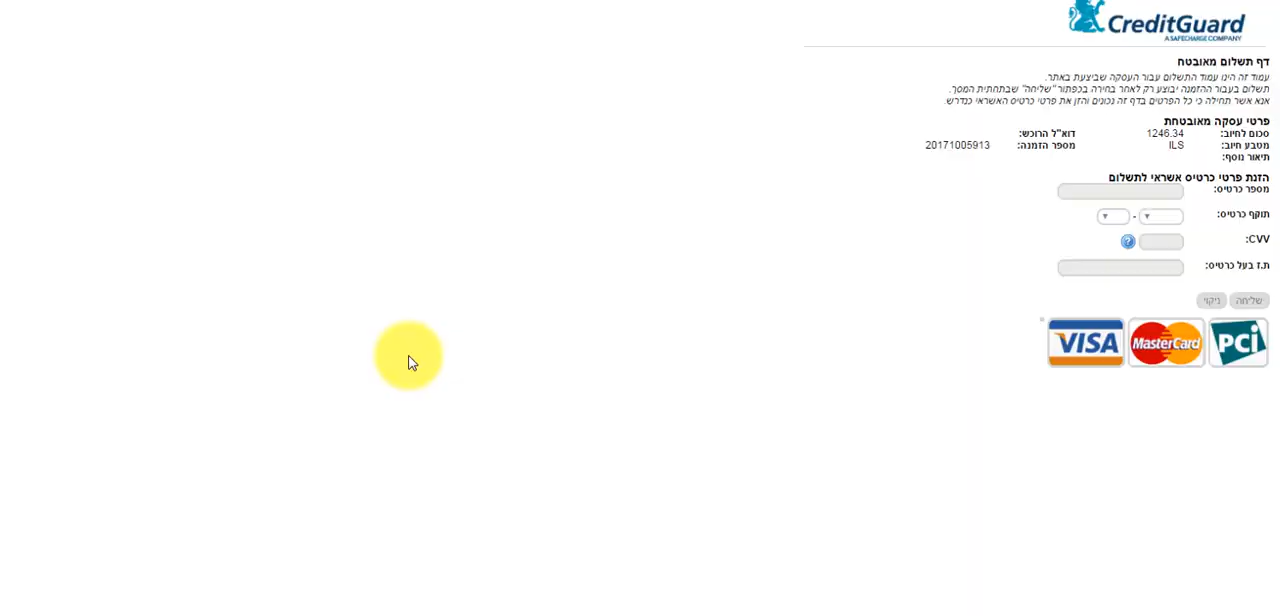 CreditGuard
A SAFECHARGE COMPANY
דף תשלום מאובטח
עמוד זה הינו עמוד התשלום עבור העסקה שביצעת באתר.
תשלום בעבור ההזמנה יבוצע רק לאחר בחירה בכפתור "שליחה" שבתחתית המסך.
אנא אשר תחילה כי כל הפרטים בדף זה נכונים והזן את פרטי כרטיס האשראי כנדרש.
פרטי עסקה מאובטחת
סכום לחיוב: 1246.34 דוא"ל הרוכש:
מטבע חיוב: ILS מספר הזמנה: 20171005913
תיאור נוסף:
הזנת פרטי כרטיס אשראי לתשלום
מספר כרטיס:
תוקף כרטיס: -
CVV: ?
ת.ז בעל כרטיס:
שליחה ניקוי
VISA MasterCard PCI